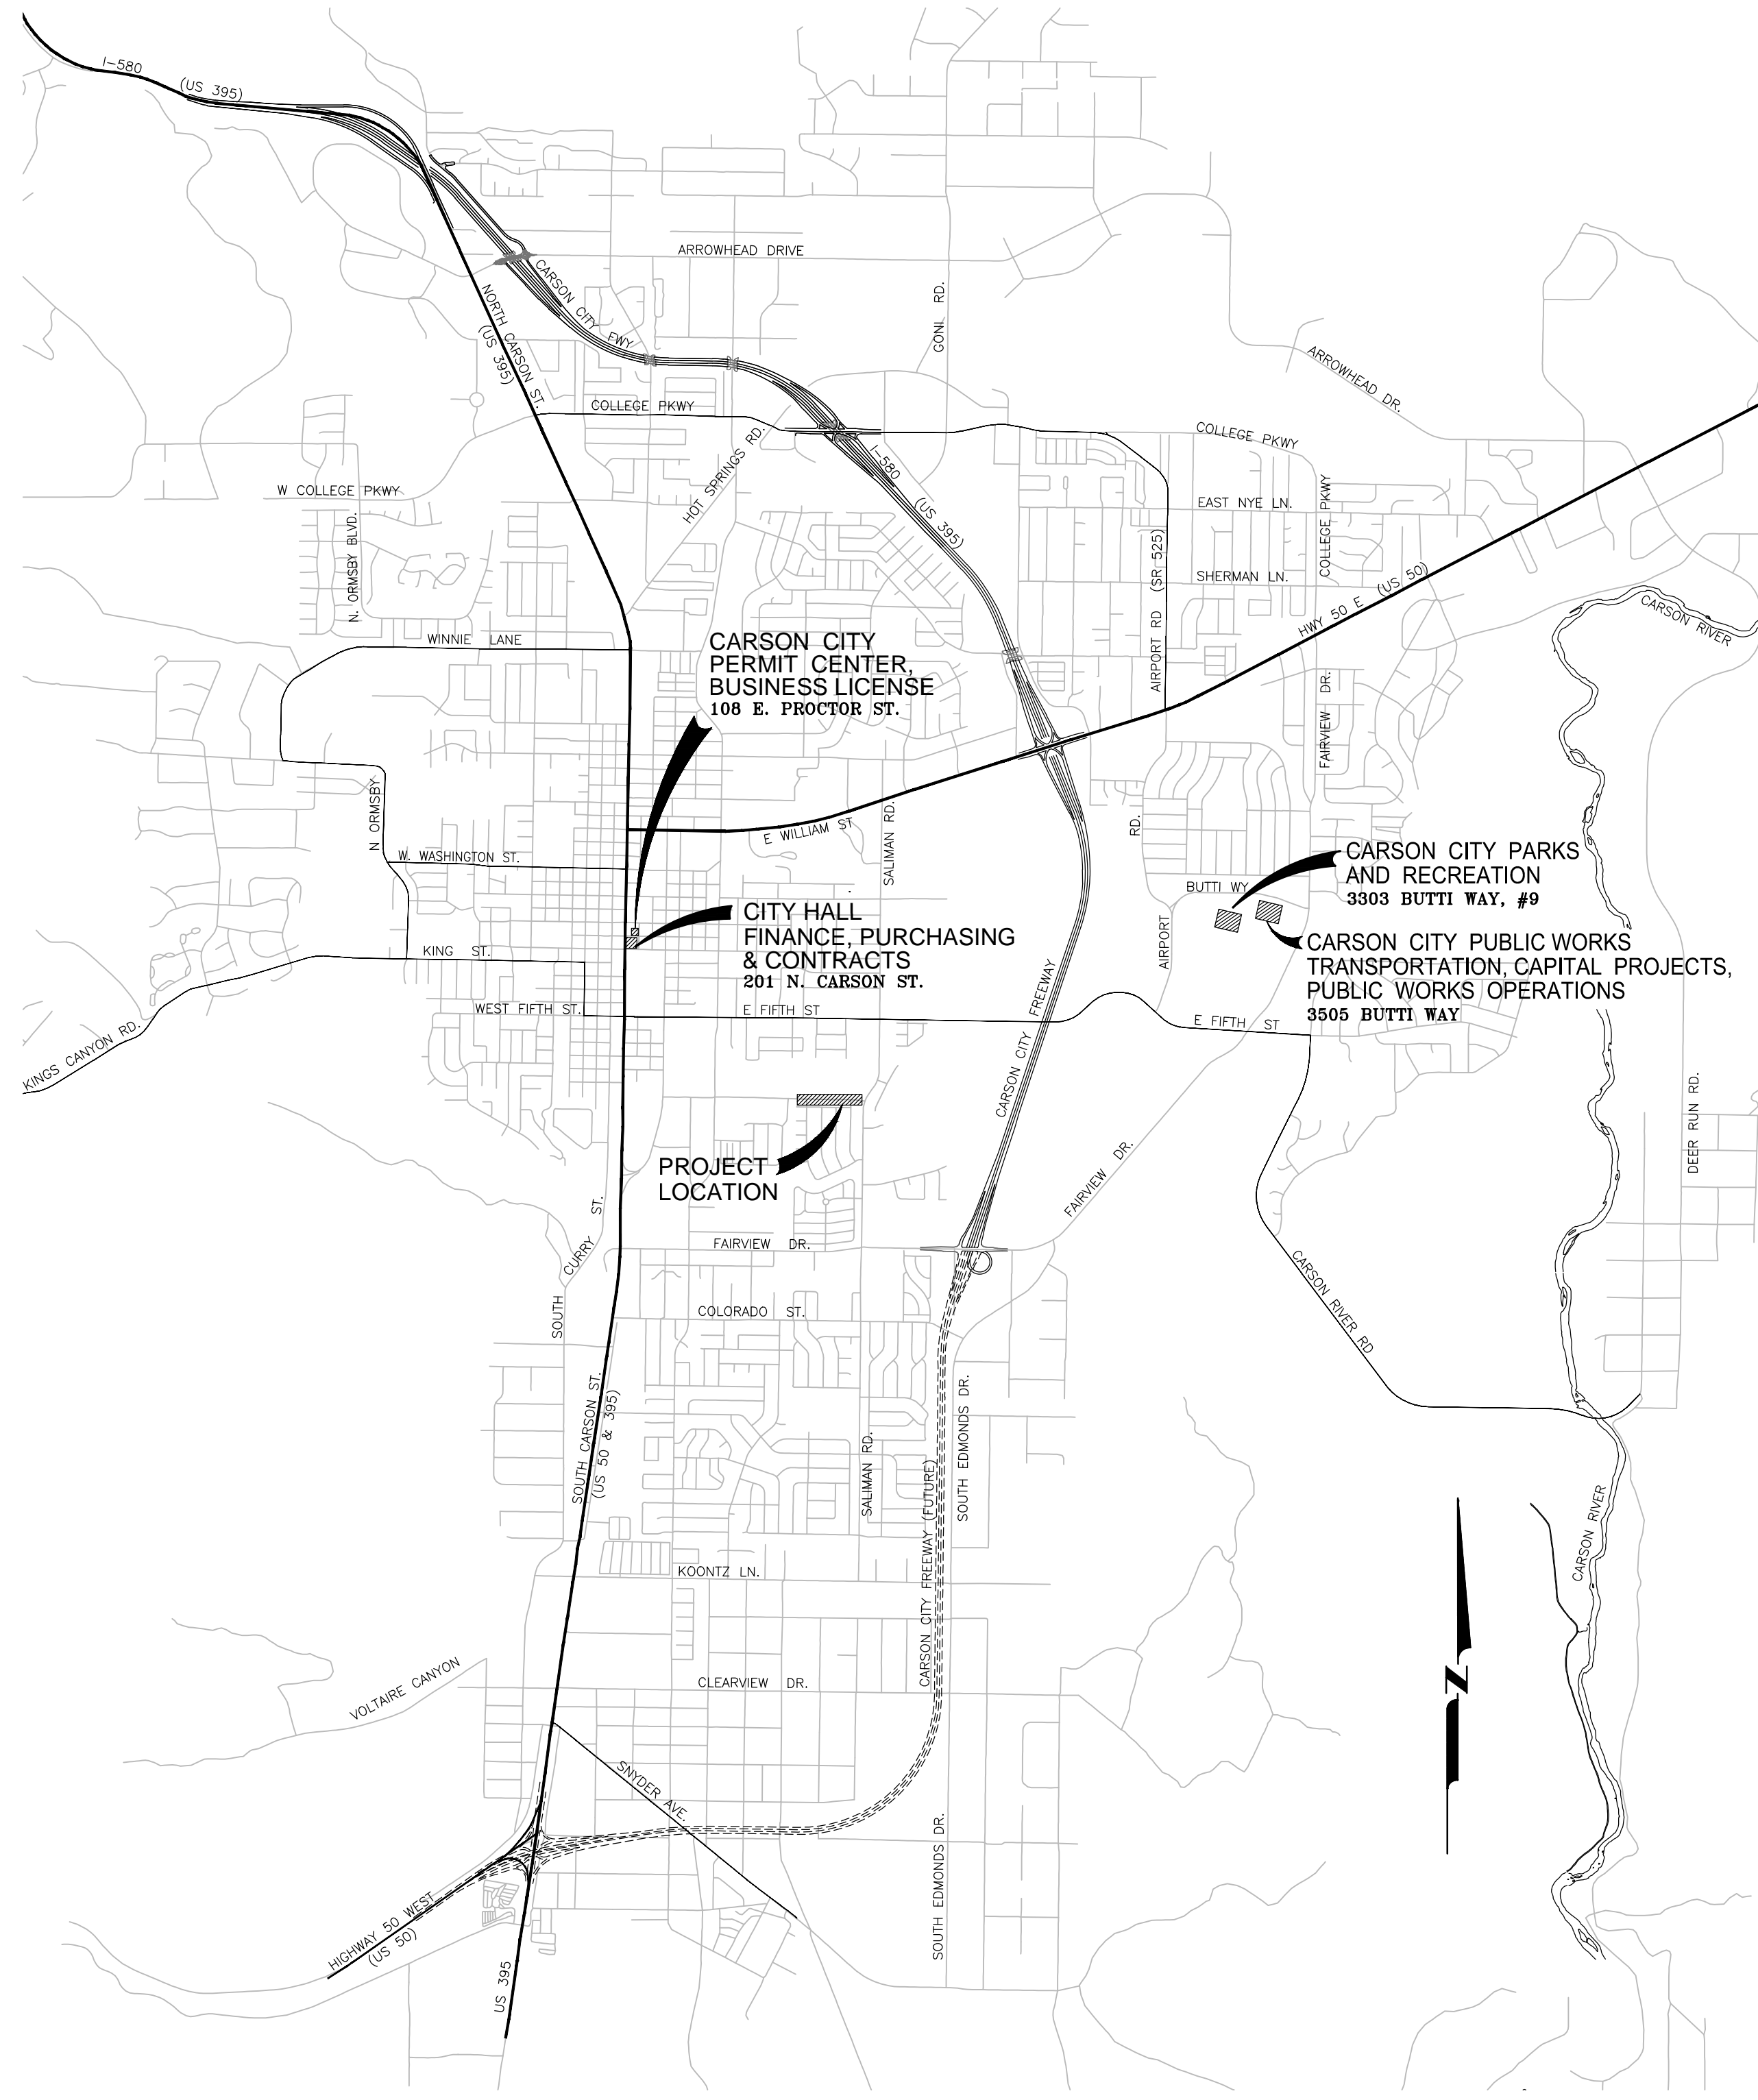 I-580
(US 395)
ARROWHEAD DRIVE
CARSON CITY FWY
NORTH CARSON ST.
(US 395)
GONI RD.
ARROWHEAD DR.
COLLEGE PKWY
HOT SPRINGS RD.
I-580
(US 395)
COLLEGE PKWY
W COLLEGE PKWY
N. ORMSBY BLVD.
EAST NYE LN.
COLLEGE PKWY
AIRPORT RD (SR 525)
SHERMAN LN.
HWY 50 E (US 50)
CARSON RIVER
WINNIE LANE
CARSON CITY
PERMIT CENTER,
BUSINESS LICENSE
108 E. PROCTOR ST.
FAIRVIEW DR.
N ORMSBY
E WILLIAM ST
SALIMAN RD.
RD.
W. WASHINGTON ST.
CARSON CITY PARKS
AND RECREATION
3303 BUTTI WAY, #9
BUTTI WY
AIRPORT
CITY HALL
FINANCE, PURCHASING
& CONTRACTS
201 N. CARSON ST.
CARSON CITY PUBLIC WORKS
TRANSPORTATION, CAPITAL PROJECTS,
PUBLIC WORKS OPERATIONS
3505 BUTTI WAY
KING ST.
WEST FIFTH ST.
E FIFTH ST
E FIFTH ST
KINGS CANYON RD.
CARSON CITY FREEWAY
DEER RUN RD.
PROJECT
LOCATION
FAIRVIEW DR.
SOUTH CURRY ST.
FAIRVIEW DR.
COLORADO ST.
CARSON RIVER RD
SOUTH CARSON ST.
(US 50 & 395)
SALIMAN RD.
SOUTH EDMONDS DR.
CARSON CITY FREEWAY (FUTURE)
CARSON RIVER
KOONTZ LN.
VOLTAIRE CANYON
CLEARVIEW DR.
N
SNYDER AVE.
SOUTH EDMONDS DR.
HIGHWAY 50 WEST
(US 50)
US 395